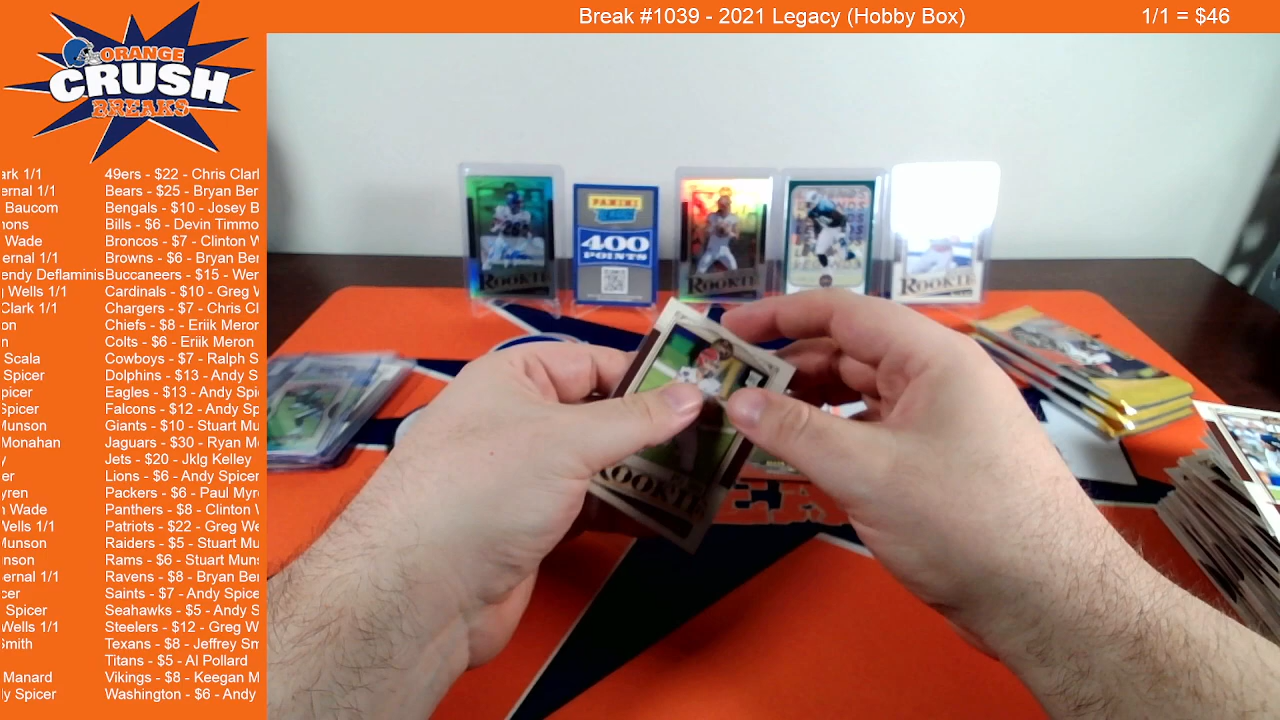 Break #1039 - 2021 Legacy (Hobby Box)
1/1 = $46
ORANGE
CRUSH
BREAKS
ark 1/1 49ers - $22 - Chris Clar
ernal 1/1 Bears - $25 - Bryan Ber
Baucom Bengals - $10 - Josey B
nons Bills - $6 - Devin Timmo
Wade Broncos - $7 - Clinton W
ernal 1/1 Browns - $6 - Bryan Ber
endy Deflaminis Buccaneers - $15 - Wer
Wells 1/1 Cardinals - $10 - Greg W
Clark 1/1 Chargers - $7 - Chris Cl
on Chiefs - $8 - Eriik Meror
n Colts - $6 - Eriik Meron
Scala Cowboys - $7 - Ralph S
Spicer Dolphins - $13 - Andy S
picer Eagles - $13 - Andy Spi
Spicer Falcons - $12 - Andy Sp
Munson Giants - $10 - Stuart Mu
Monahan Jaguars - $30 - Ryan M
y Jets - $20 - Jklg Kelley
er Lions - $6 - Andy Spicer
yren Packers - $6 - Paul Myr
n Wade Panthers - $8 - Clinton
Wells 1/1 Patriots - $22 - Greg We
Munson Raiders - $5 - Stuart Mu
nson Rams - $6 - Stuart Muns
ernal 1/1 Ravens - $8 - Bryan Ber
cer Saints - $7 - Andy Spice
Spicer Seahawks - $5 - Andy S
Wells 1/1 Steelers - $12 - Greg W
Smith Texans - $8 - Jeffrey Sm
Titans - $5 - Al Pollard
Manard Vikings - $8 - Keegan M
ly Spicer Washington - $6 - Andy
ROOKIE
PANINI
400
POINTS
ROOKIE
LEGENDS
ROOKIE
ROOKIE